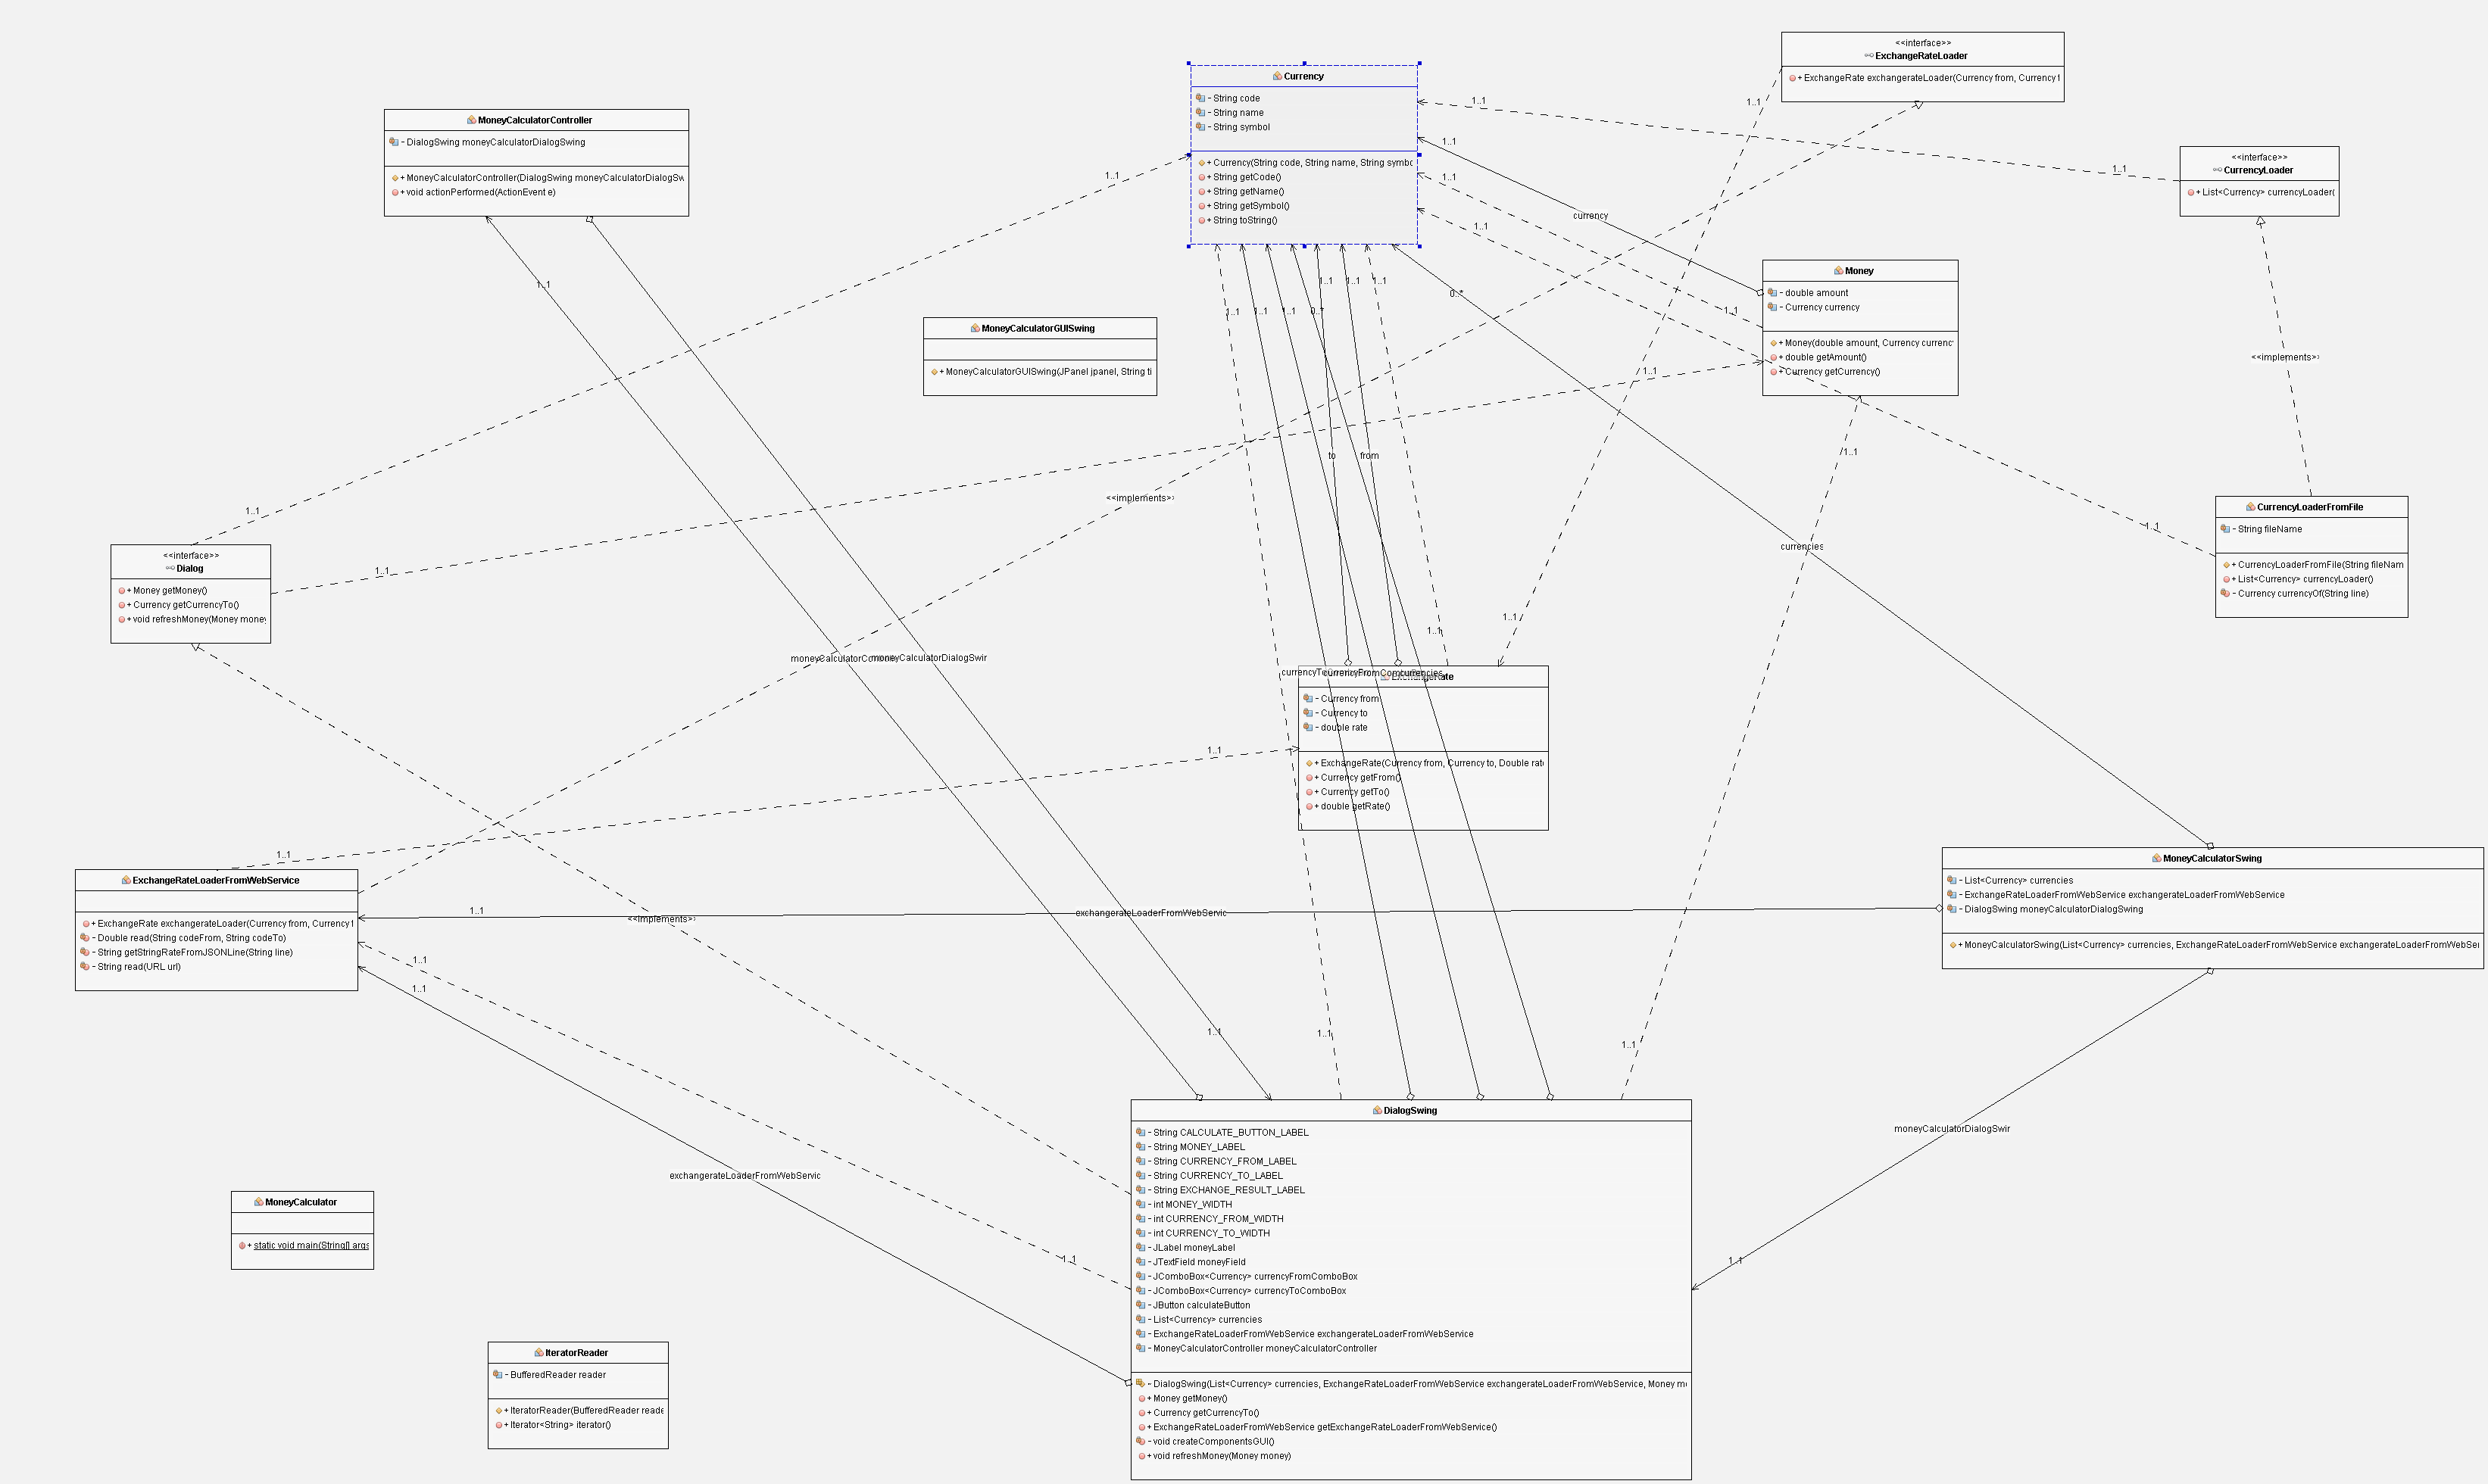 <<interface>>
ExchangeRateLoader
+ ExchangeRate exchangerateLoader(Currency from, Currency t
Currency
- String code
- String name
- String symbol
+ Currency(String code, String name, String symbo
+ String getCode()
+ String getName()
+ String getSymbol()
+ String toString()
MoneyCalculatorController
- DialogSwing moneyCalculatorDialogSwing
+ MoneyCalculatorController(DialogSwing moneyCalculatorDialogSw
+ void actionPerformed(ActionEvent e)
<<interface>>
CurrencyLoader
+ List<Currency> currencyLoader(
1..1
1..1
1..1
1..1
1..1
1..1
1..1
currency
Money
- double amount
- Currency currency
+ Money(double amount, Currency currenc
+ double getAmount()
+ Currency getCurrency()
1..1
1..1
1..1
1..1
0..*
1..1
1..1
1..1
0..*
1..1
MoneyCalculatorGUISwing
+ MoneyCalculatorGUISwing(JPanel jpanel, String ti
<<implements>>
1..1
1..1
to
from
<<implements>>
1..1
1..1
currencies
CurrencyLoaderFromFile
- String fileName
+ CurrencyLoaderFromFile(String fileNam
+ List<Currency> currencyLoader()
- Currency currencyOf(String line)
<<interface>>
Dialog
+ Money getMoney()
+ Currency getCurrencyTo()
+ void refreshMoney(Money mone
1..1
1..1
1..1
moneyCalculatorDialogSwir
ExchangeRate
- Currency from
- Currency to
- double rate
+ ExchangeRate(Currency from, Currency to, Double rat
+ Currency getFrom()
+ Currency getTo()
+ double getRate()
1..1
1..1
ExchangeRateLoaderFromWebService
+ ExchangeRate exchangerateLoader(Currency from, Currency t
- Double read(String codeFrom, String codeTo)
- String getStringRateFromJSONLine(String line)
- String read(URL url)
MoneyCalculatorSwing
- List<Currency> currencies
- ExchangeRateLoaderFromWebService exchangerateLoaderFromWebService
- DialogSwing moneyCalculatorDialogSwing
+ MoneyCalculatorSwing(List<Currency> currencies, ExchangeRateLoaderFromWebService exchangerateLoaderFromWebSe
1..1
exchangerateLoaderFromWebServic
<<implements>>
1..1
1..1
1..1
1..1
1..1
moneyCalculatorDialogSwir
exchangerateLoaderFromWebServic
1..1
1..1
DialogSwing
- String CALCULATE_BUTTON_LABEL
- String MONEY_LABEL
- String CURRENCY_FROM_LABEL
- String CURRENCY_TO_LABEL
- String EXCHANGE_RESULT_LABEL
- int MONEY_WIDTH
- int CURRENCY_FROM_WIDTH
- int CURRENCY_TO_WIDTH
- JLabel moneyLabel
- JTextField moneyField
- JComboBox<Currency> currencyFromComboBox
- JComboBox<Currency> currencyToComboBox
- JButton calculateButton
- List<Currency> currencies
- ExchangeRateLoaderFromWebService exchangerateLoaderFromWebService
- MoneyCalculatorController moneyCalculatorController
- DialogSwing(List<Currency> currencies, ExchangeRateLoaderFromWebService exchangerateLoaderFromWebService, Money m
+ Money getMoney()
+ Currency getCurrencyTo()
+ ExchangeRateLoaderFromWebService getExchangeRateLoaderFromWebService()
- void createComponentsGUI()
+ void refreshMoney(Money money)
MoneyCalculator
+ static void main(String[] args
IteratorReader
- BufferedReader reader
+ IteratorReader(BufferedReader reade
+ Iterator<String> iterator()